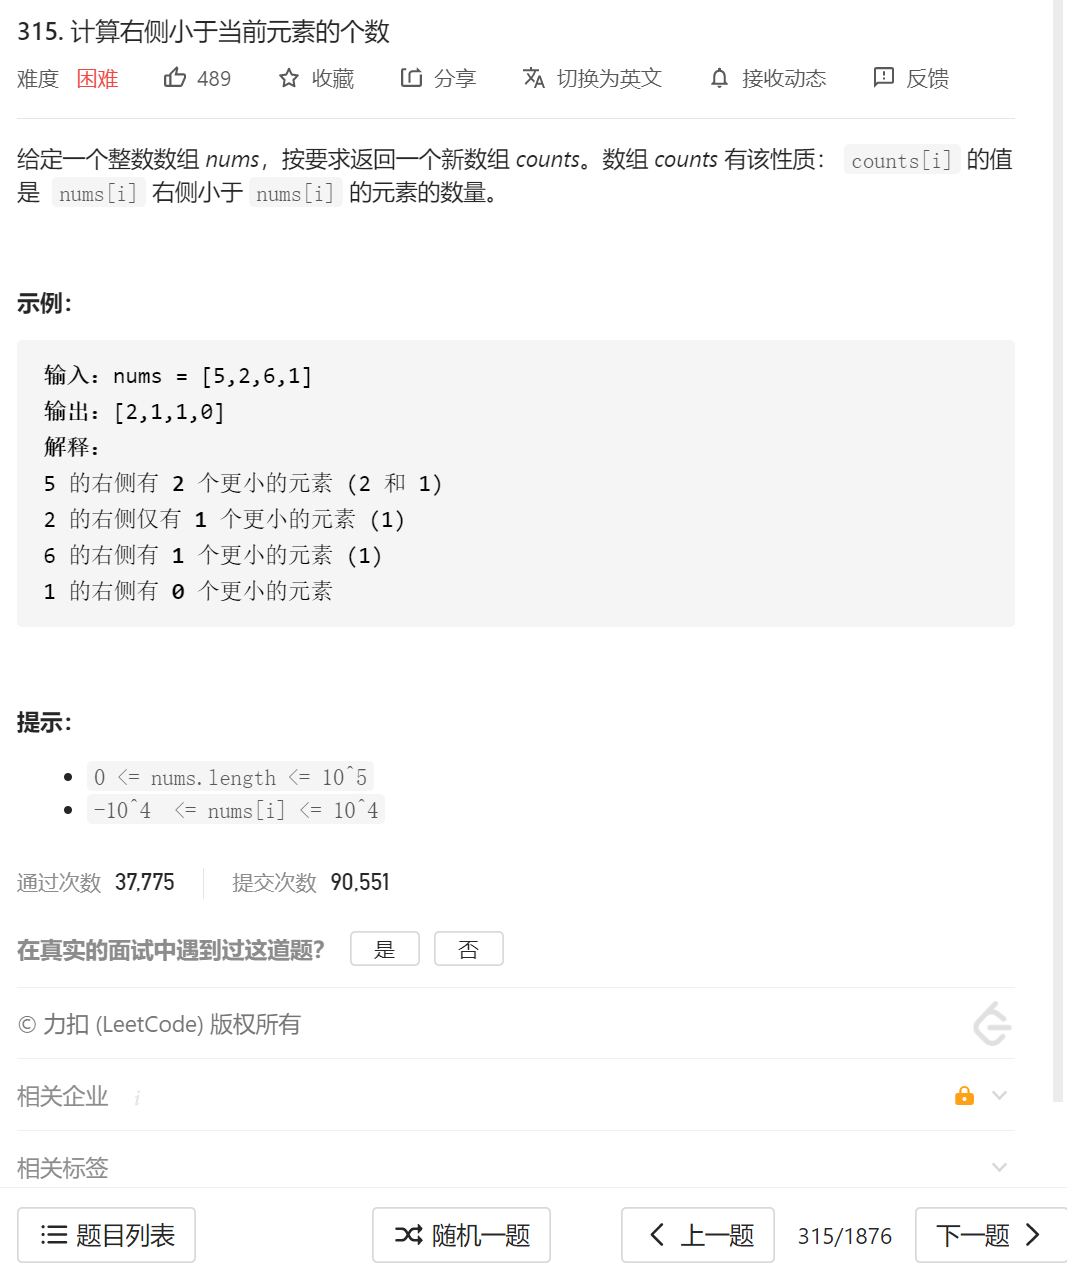 315. 计算右侧小于当前元素的个数
难度 困难 489 收藏 分享 切换为英文 接收动态 反馈
给定一个整数数组 nums，按要求返回一个新数组 counts。数组 counts 有该性质： counts[i] 的值
是 nums[i] 右侧小于 nums[i] 的元素的数量。
示例：
输入：nums = [5,2,6,1]
输出：[2,1,1,0]
解释：
5 的右侧有 2 个更小的元素 (2 和 1)
2 的右侧仅有 1 个更小的元素 (1)
6 的右侧有 1 个更小的元素 (1)
1 的右侧有 0 个更小的元素
提示：
0 <= nums.length <= 10^5
-10^4  <= nums[i] <= 10^4
通过次数 37,775 提交次数 90,551
在真实的面试中遇到过这道题？ 是 否
© 力扣 (LeetCode) 版权所有
相关企业 i
相关标签
题目列表 随机一题 上一题 315/1876 下一题